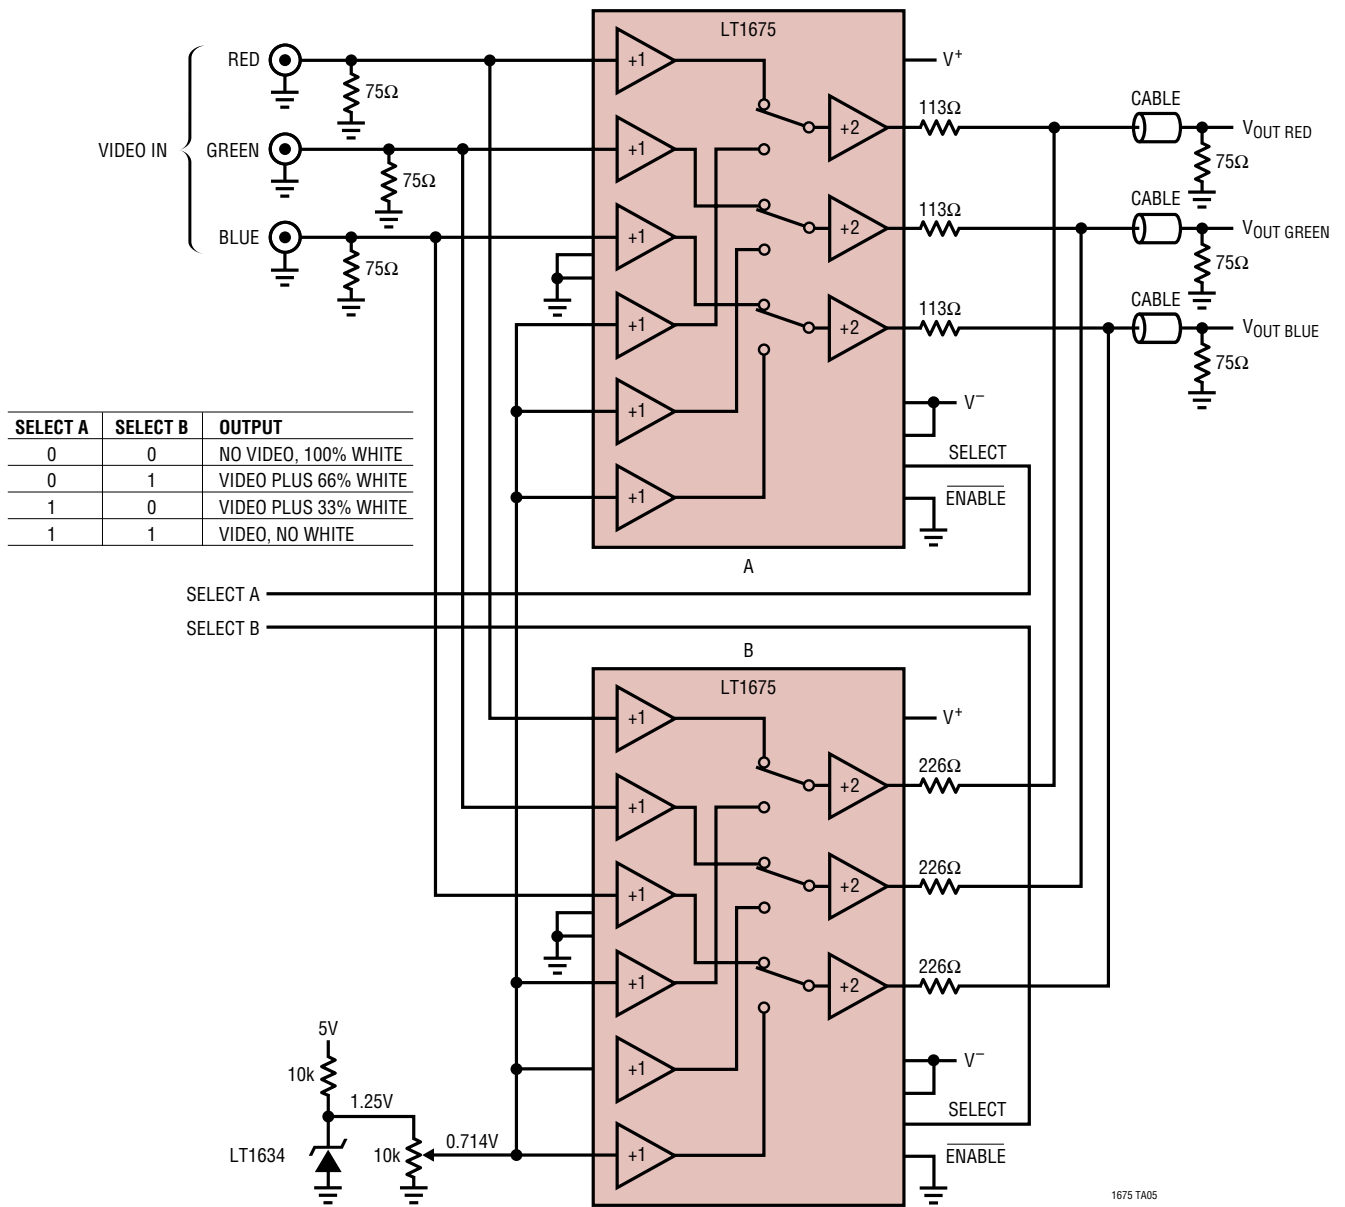 LT1675
RED
+1
V+
75Ω
CABLE
113Ω
+2
VOUT RED
VIDEO IN
GREEN
+1
75Ω
75Ω
CABLE
113Ω
+2
VOUT GREEN
BLUE
+1
75Ω
75Ω
CABLE
113Ω
+1
+2
VOUT BLUE
75Ω
+1
V–
SELECT A SELECT B OUTPUT
0 0 NO VIDEO, 100% WHITE
0 1 VIDEO PLUS 66% WHITE
1 0 VIDEO PLUS 33% WHITE
1 1 VIDEO, NO WHITE
SELECT
+1
ENABLE
A
SELECT A
SELECT B
B
LT1675
+1
V+
226Ω
+2
+1
226Ω
+2
+1
226Ω
+1
+2
5V
10k
+1
V–
1.25V
SELECT
LT1634
10k
0.714V
+1
ENABLE
1675 TA05